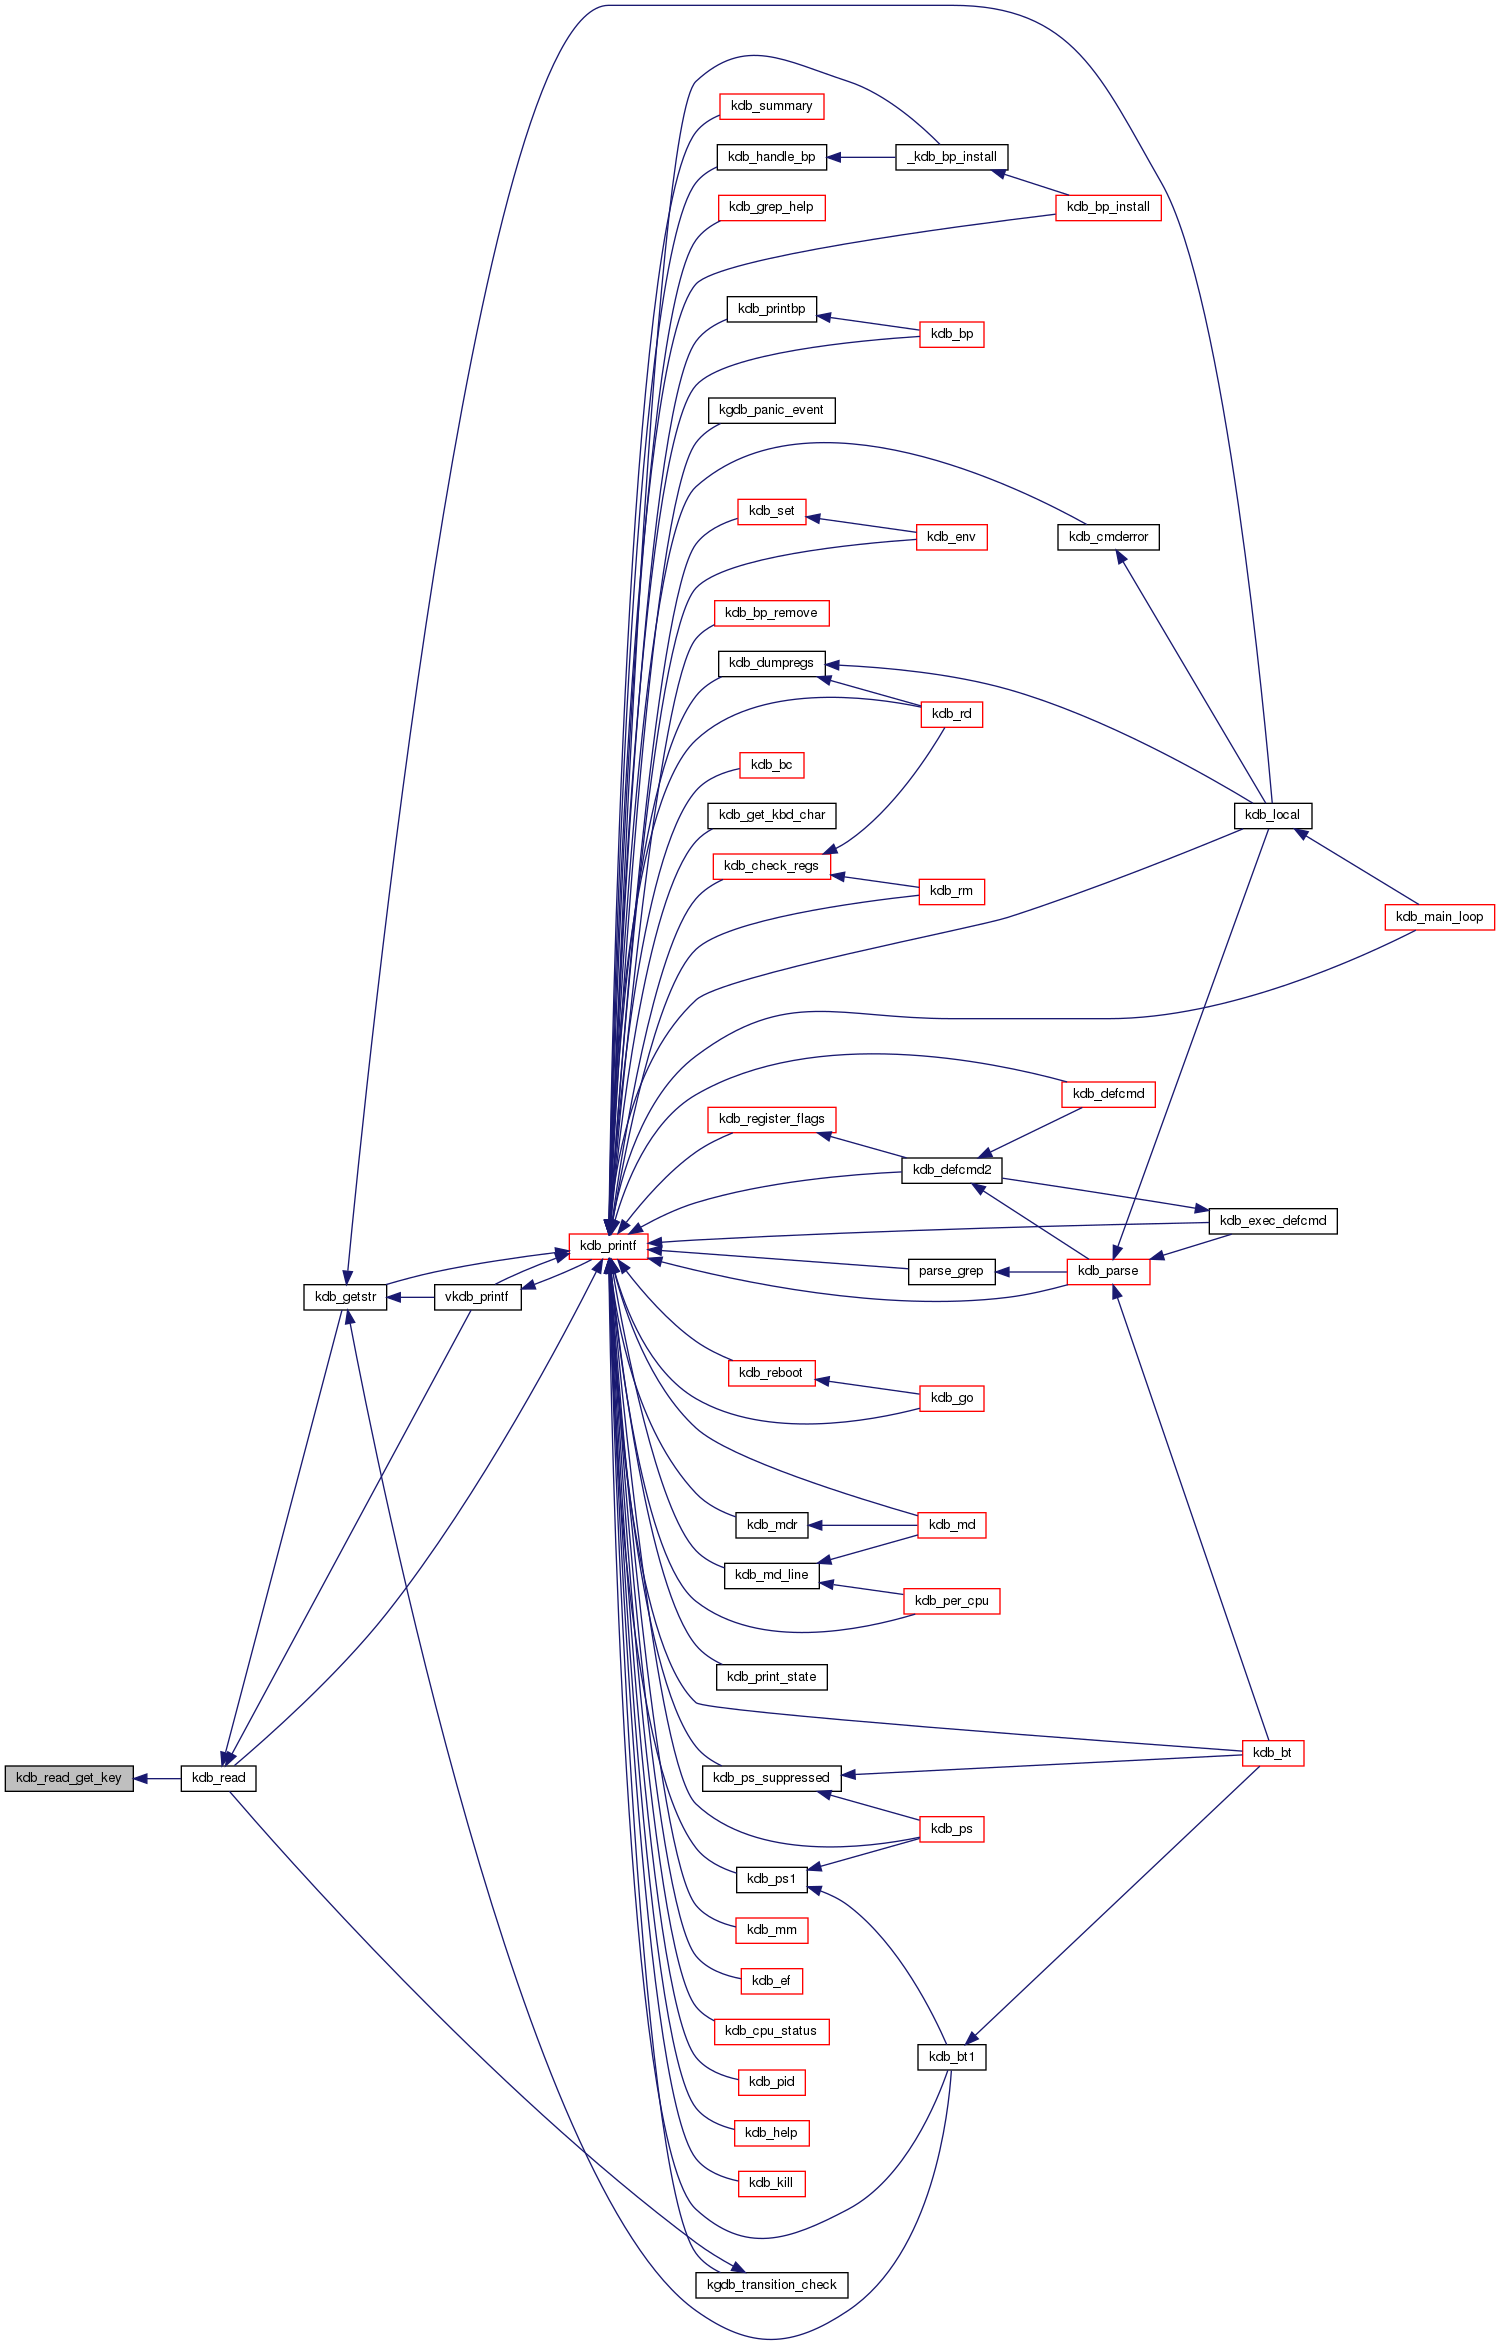 kdb_summary
kdb_handle_bp
_kdb_bp_install
kdb_grep_help
kdb_bp_install
kdb_printbp
kdb_bp
kgdb_panic_event
kdb_set
kdb_cmderror
kdb_env
kdb_bp_remove
kdb_dumpregs
kdb_rd
kdb_bc
kdb_get_kbd_char
kdb_local
kdb_check_regs
kdb_rm
kdb_main_loop
kdb_defcmd
kdb_register_flags
kdb_defcmd2
kdb_exec_defcmd
kdb_printf
parse_grep
kdb_parse
kdb_getstr
vkdb_printf
kdb_reboot
kdb_go
kdb_mdr
kdb_md
kdb_md_line
kdb_per_cpu
kdb_print_state
kdb_bt
kdb_read_get_key
kdb_read
kdb_ps_suppressed
kdb_ps
kdb_ps1
kdb_mm
kdb_ef
kdb_cpu_status
kdb_bt1
kdb_pid
kdb_help
kdb_kill
kgdb_transition_check